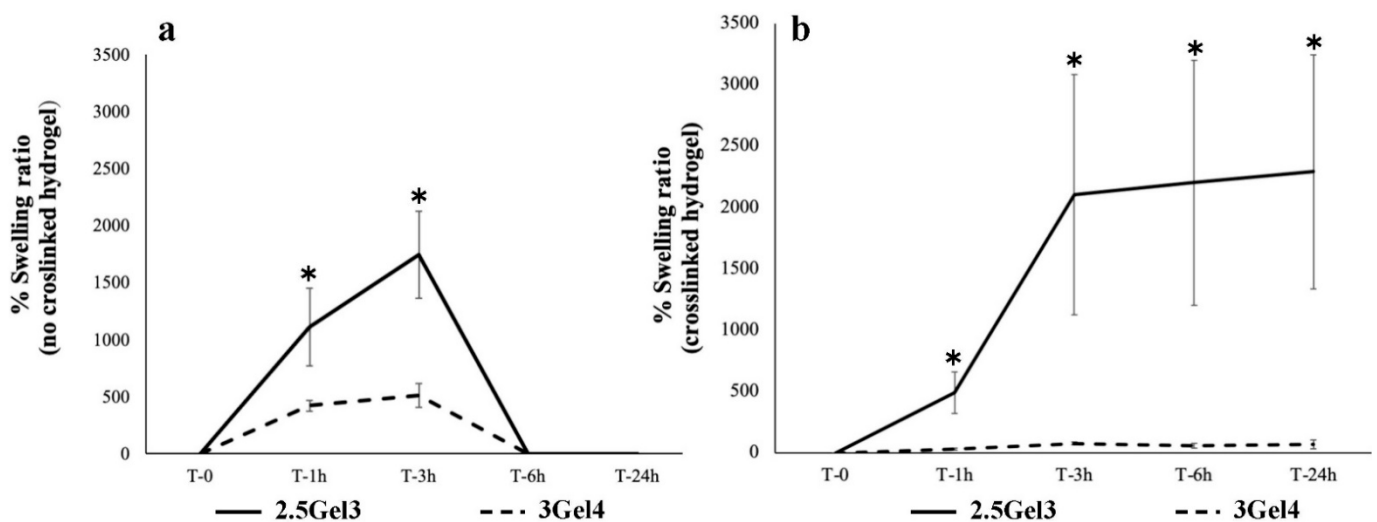 a
% Swelling ratio
(no croslinked hydrogel)
3500
3000
2500
2000
1500
1000
500
0
*
*
T-0 T-1h T-3h T-6h T-24h
2.5Gel3 3Gel4
b
% Swelling ratio
(crosslinked hydrogel)
3500
3000
2500
2000
1500
1000
500
0
*
*
*
*
T-0 T-1h T-3h T-6h T-24h
2.5Gel3 3Gel4